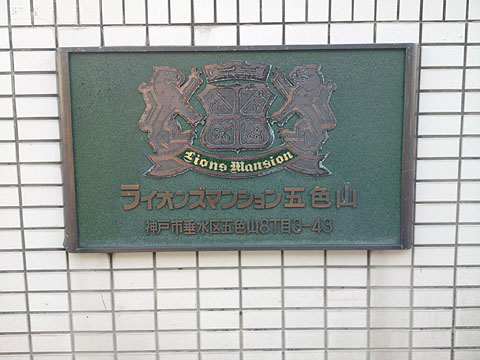 Lions Mansion
ライオンズマンション五色山
神戸市垂水区五色山8丁目3-43